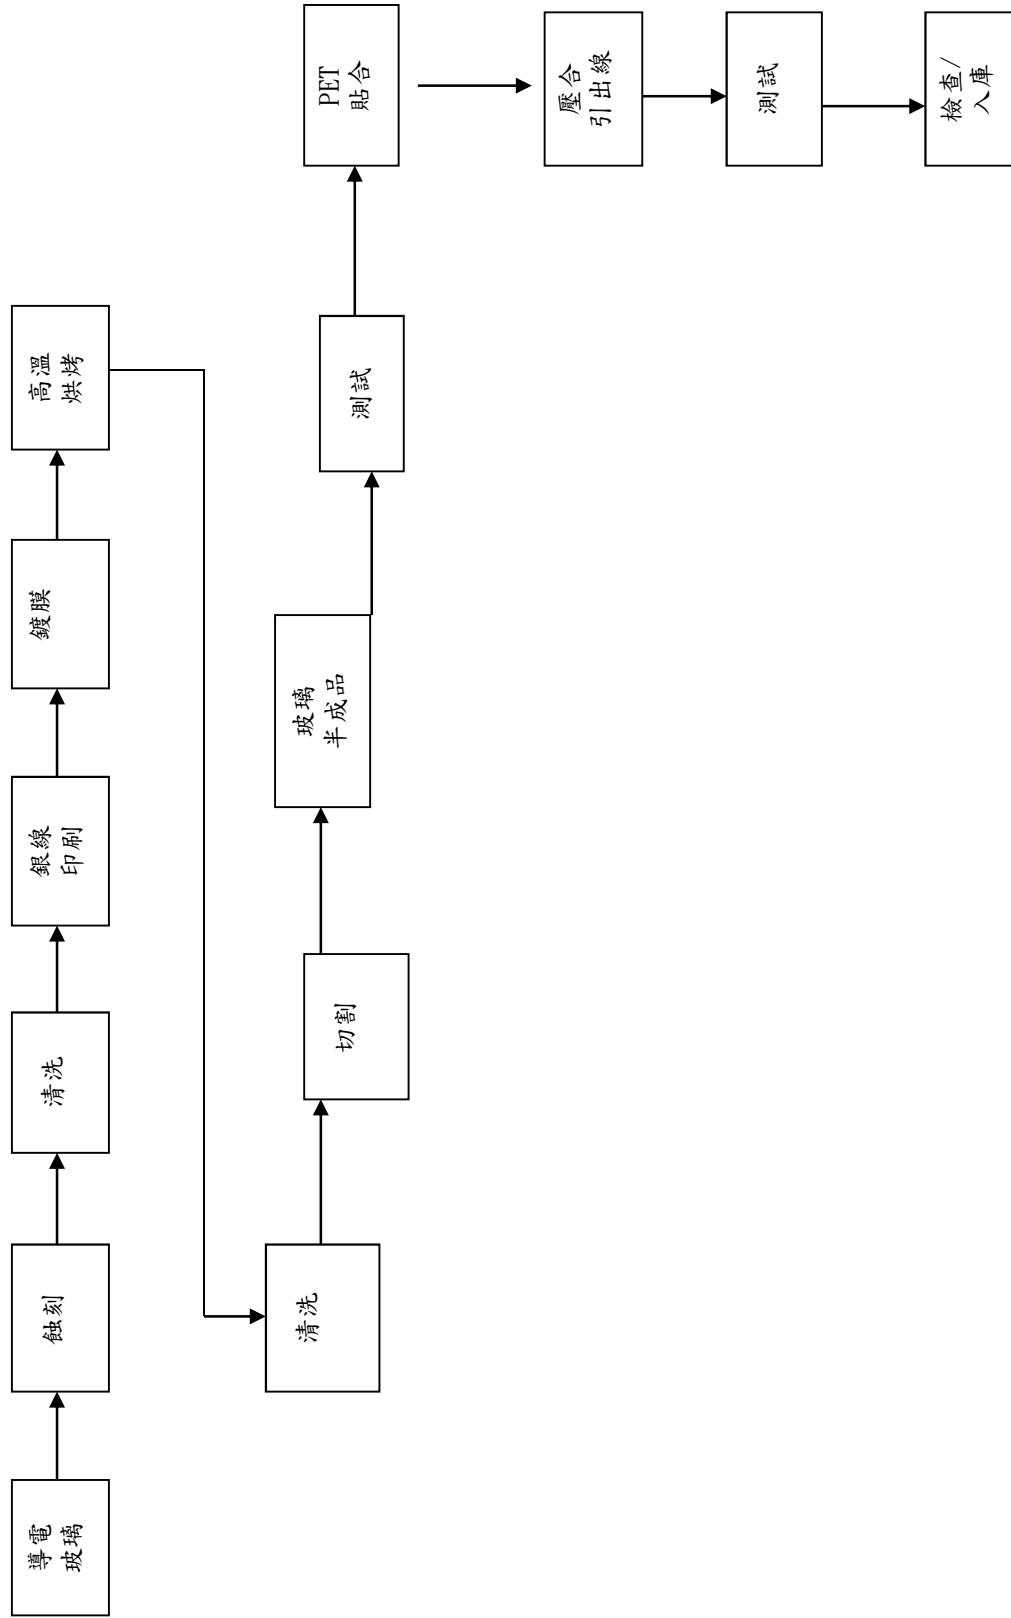 導電
玻璃
蝕刻
清洗
銀線
印刷
鍍膜
高溫
烘烤
清洗
切割
玻璃
半成品
測試
PET
貼合
壓合
引出線
測試
檢查/
入庫